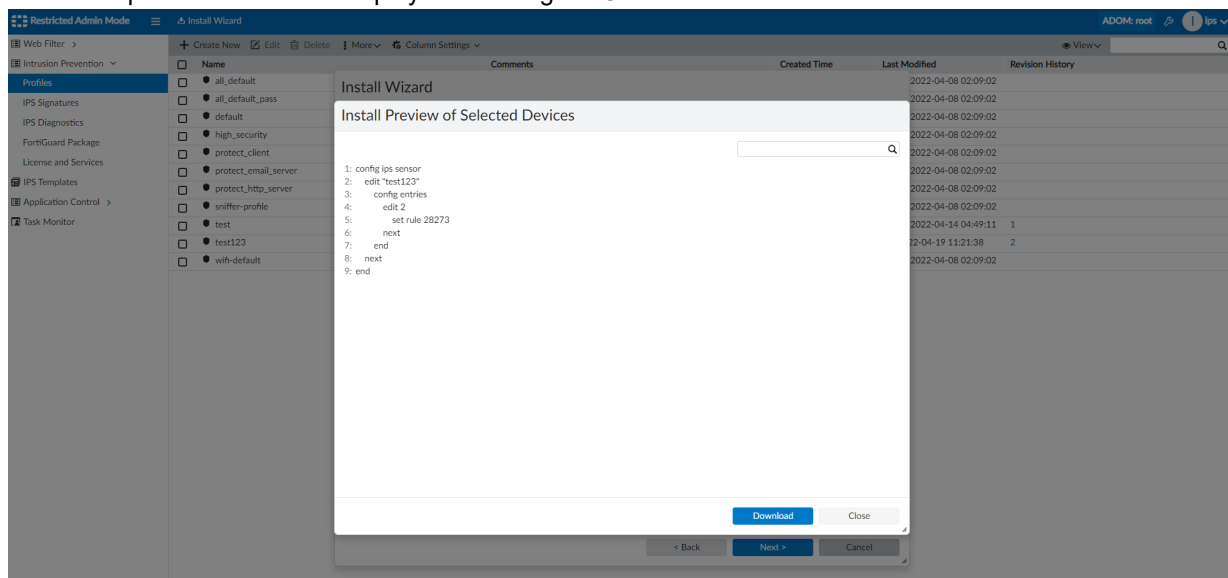 Restricted Admin Mode
Install Wizard
ADOM: root
ips
Web Filter
Create New Edit Delete More Column Settings
View
Intrusion Prevention
Name Comments Created Time Last Modified Revision History
Profiles
all_default 2022-04-08 02:09:02
IPS Signatures
all_default_pass 2022-04-08 02:09:02
IPS Diagnostics
default 2022-04-08 02:09:02
FortiGuard Package
high_security 2022-04-08 02:09:02
License and Services
protect_client 2022-04-08 02:09:02
IPS Templates
protect_email_server 2022-04-08 02:09:02
Application Control
protect_http_server 2022-04-08 02:09:02
Task Monitor
sniffer-profile 2022-04-08 02:09:02
test 2022-04-14 04:49:11 1
test123 22-04-19 11:21:38 2
wifi-default 2022-04-08 02:09:02
Install Wizard
Install Preview of Selected Devices
1: config ips sensor
2: edit "test123"
3: config entries
4: edit 2
5: set rule 28273
6: next
7: end
8: next
9: end
Download Close
< Back Next > Cancel